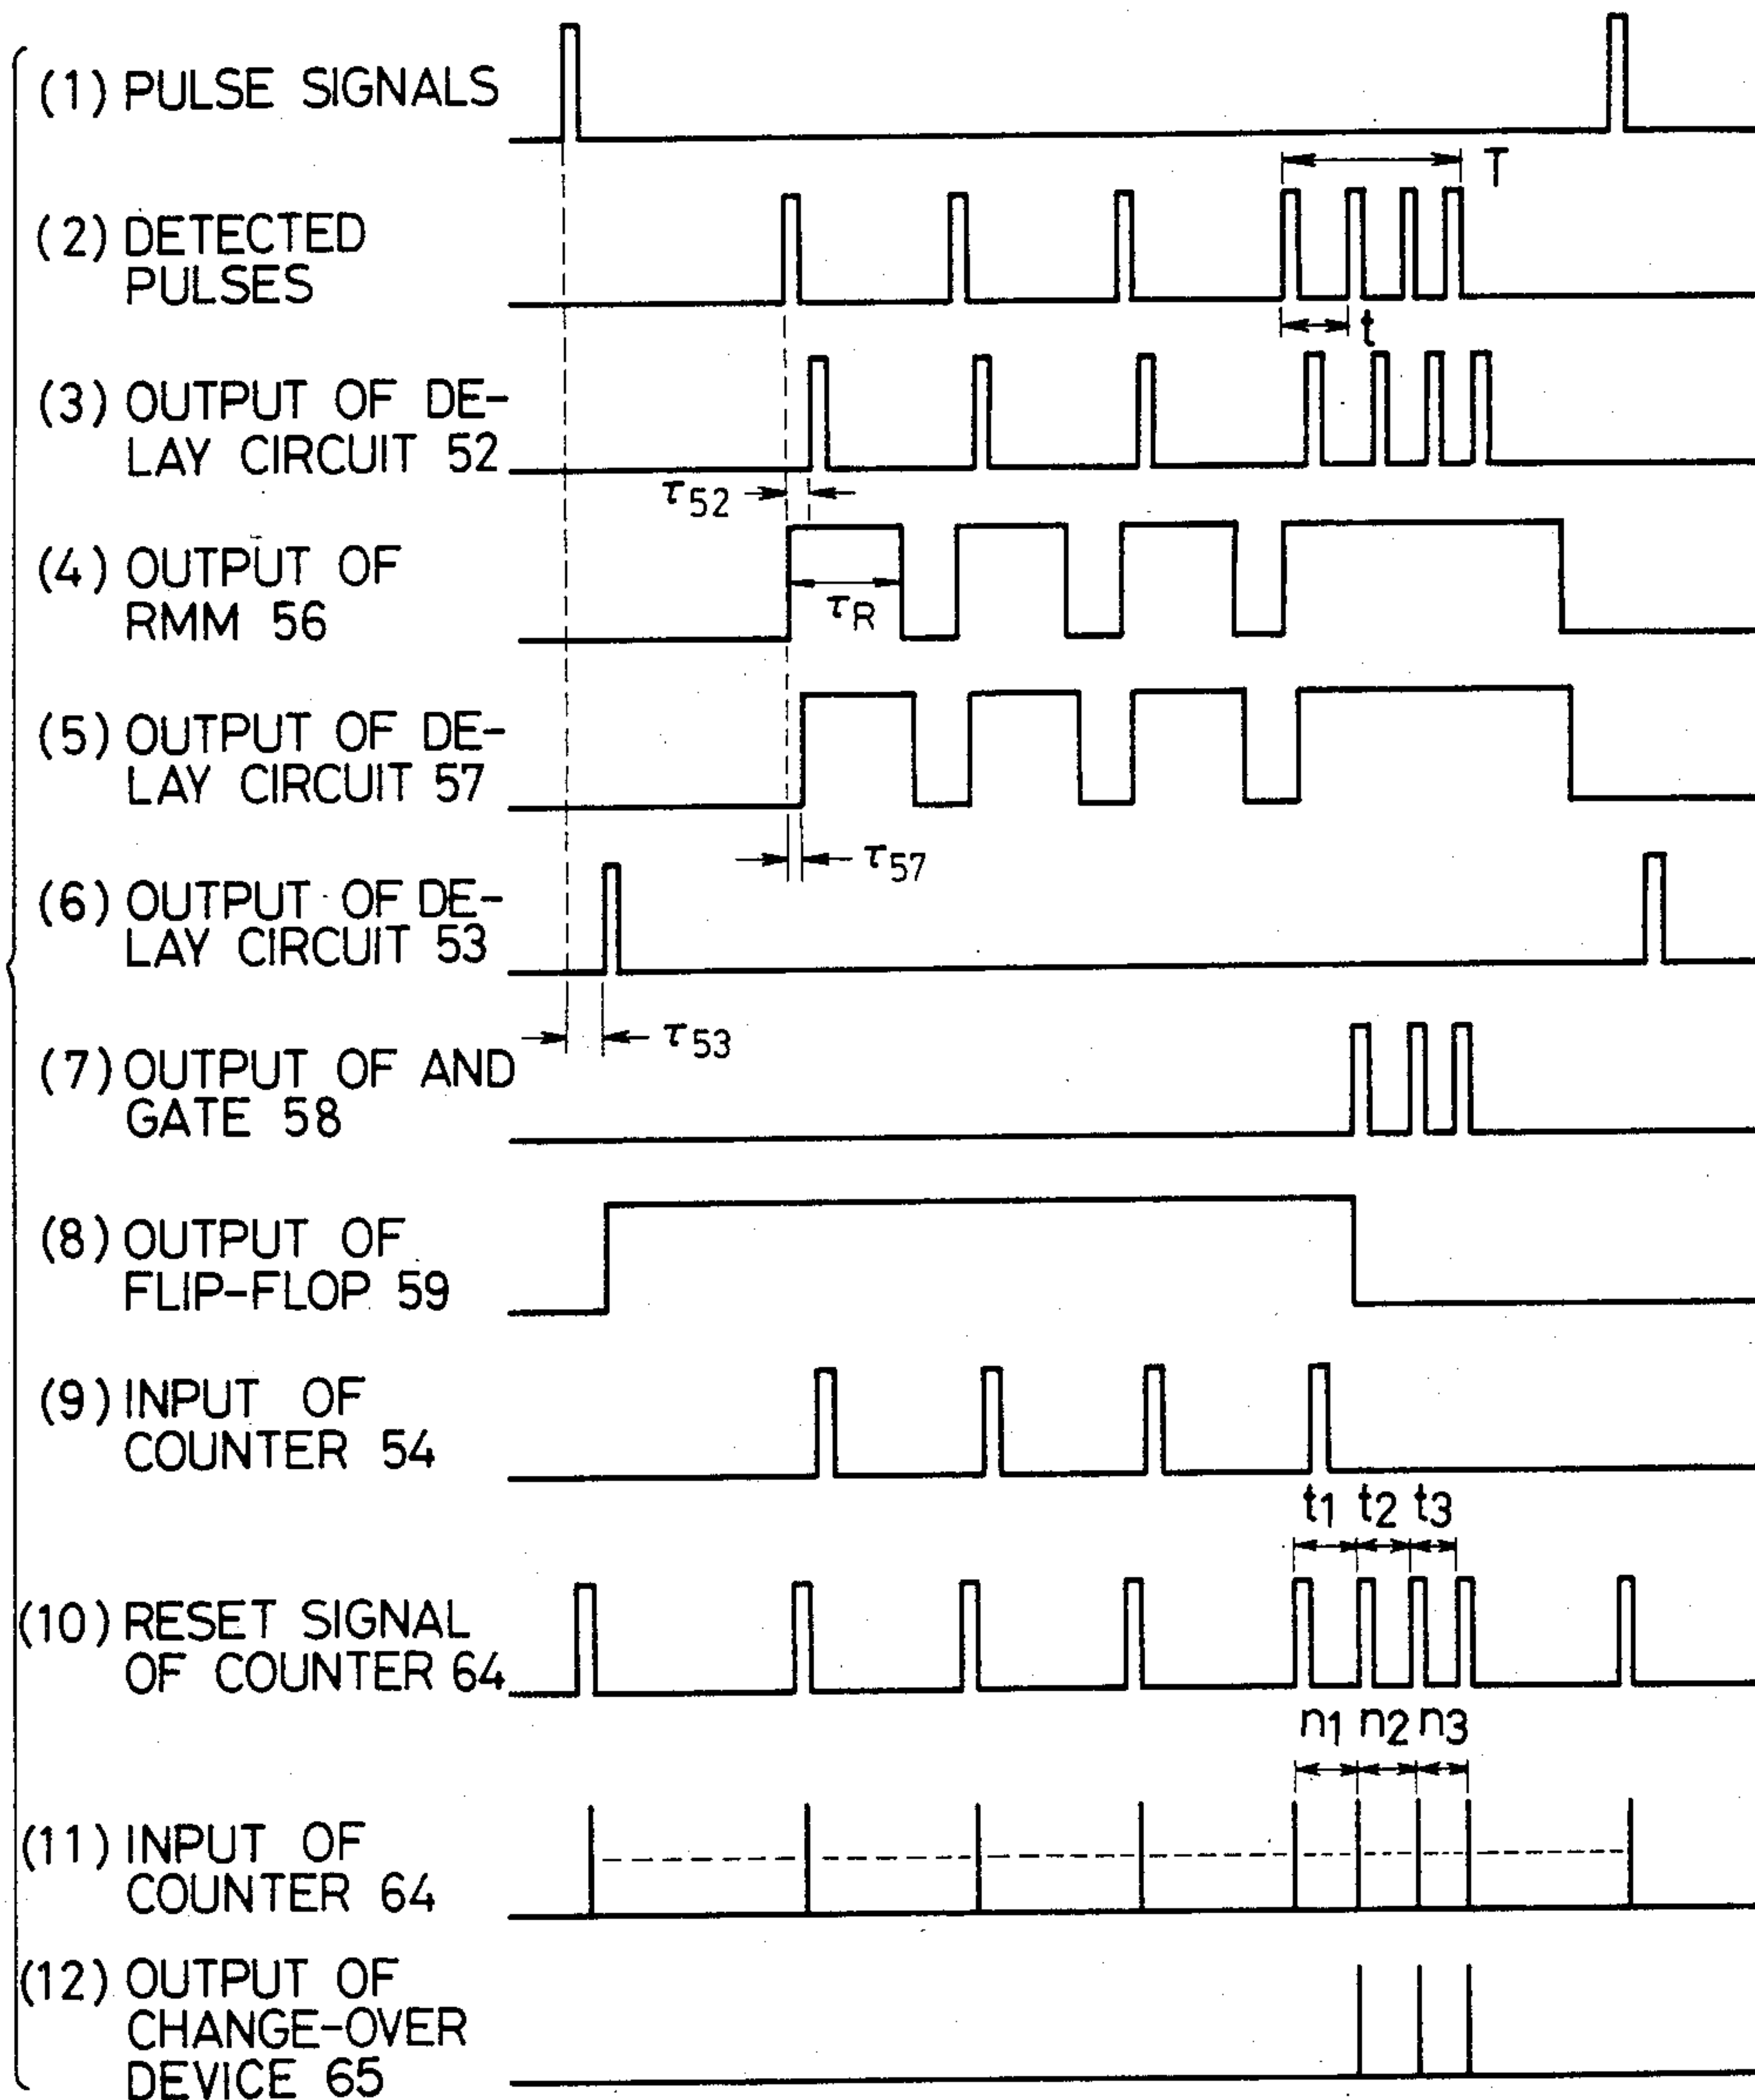 (1) PULSE SIGNALS
T
(2) DETECTED
PULSES
t
(3) OUTPUT OF DE-
LAY CIRCUIT 52
τ52
(4) OUTPUT OF
RMM 56
τR
(5) OUTPUT OF DE-
LAY CIRCUIT 57
τ57
(6) OUTPUT OF DE-
LAY CIRCUIT 53
τ53
(7) OUTPUT OF AND
GATE 58
(8) OUTPUT OF
FLIP-FLOP 59
(9) INPUT OF
COUNTER 54
t1 t2 t3
(10) RESET SIGNAL
OF COUNTER 64
n1 n2 n3
(11) INPUT OF
COUNTER 64
(12) OUTPUT OF
CHANGE-OVER
DEVICE 65